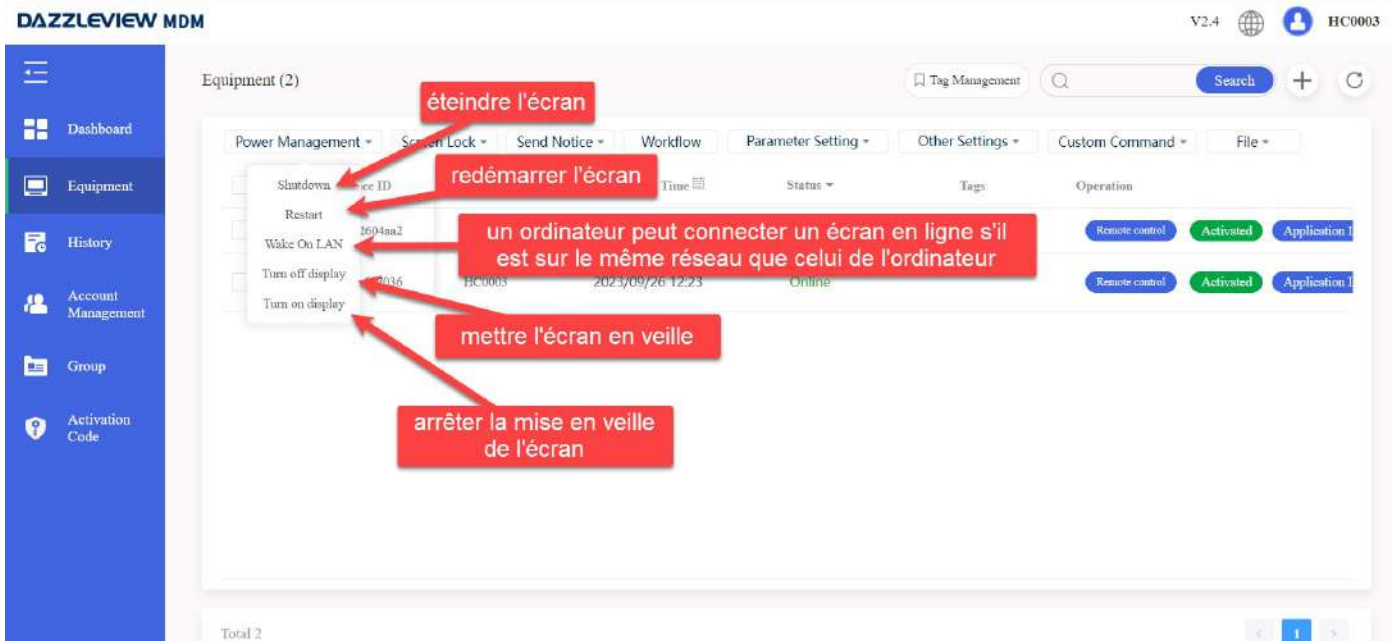 DAZZLEVIEW MDM
V2.4
HC0003
Equipment (2)
Tag Management
Search
éteindre l'écran
Dashboard
Power Management
Lock
Send Notice
Workflow
Parameter Setting
Other Settings
Custom Command
File
Equipment
Shutdown
ID
redémarrer l'écran
Time
Status
Tags
Operation
Restart
History
Wake On LAN
2604aa2
un ordinateur peut connecter un écran en ligne s'il
est sur le même réseau que celui de l'ordinateur
Remote control
Activated
Application
Turn off display
7036
HC0003
2023/09/26 12:23
Online
Remote control
Activated
Application
Account
Management
Turn on display
mettre l'écran en veille
Group
Activation
Code
arrêter la mise en veille
de l'écran
Total 2
1